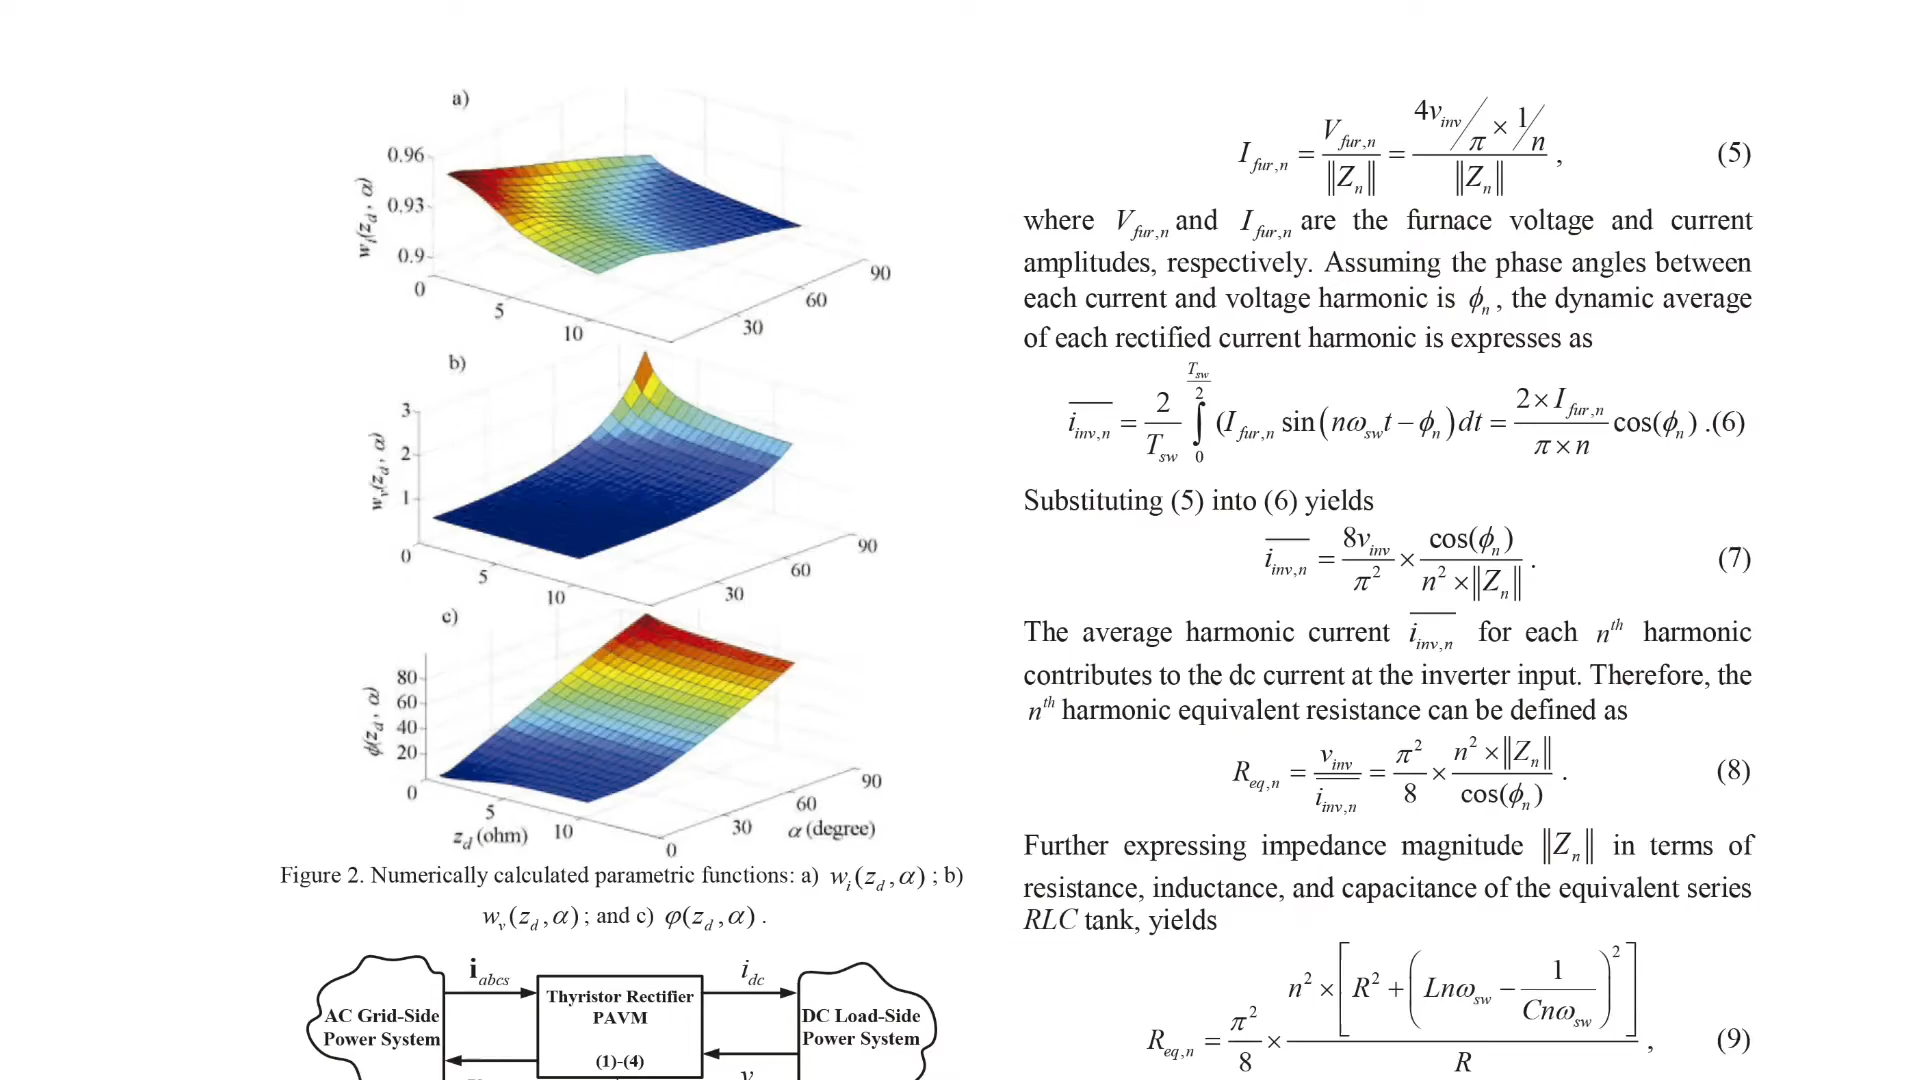 a)
0.96
0.93
0.9
w_i(z_d, α)
0
5
10
30
60
90
b)
3
2
1
w_v(z_d, α)
0
5
10
30
60
90
c)
80
60
40
20
ϕ(z_d, α)
0
5
10
0
30
60
90
z_d (ohm)
α (degree)
Figure 2. Numerically calculated parametric functions: a) w_i(z_d, α) ; b)
w_v(z_d, α) ; and c) φ(z_d, α) .
AC Grid-Side
Power System
i_abcs
Thyristor Rectifier
PAVM
(1)-(4)
i_dc
DC Load-Side
Power System
I_fur,n = V_fur,n / ‖Z_n‖ = (4v_inv/π × 1/n) / ‖Z_n‖ , (5)
where V_fur,n and I_fur,n are the furnace voltage and current
amplitudes, respectively. Assuming the phase angles between
each current and voltage harmonic is ϕ_n , the dynamic average
of each rectified current harmonic is expresses as
\overline{i_inv,n} = 2/T_sw ∫_0^{T_sw/2} (I_fur,n sin(nω_sw t − ϕ_n) dt = (2 × I_fur,n)/(π × n) cos(ϕ_n) .(6)
Substituting (5) into (6) yields
\overline{i_inv,n} = 8v_inv/π² × cos(ϕ_n)/(n² × ‖Z_n‖) . (7)
The average harmonic current \overline{i_inv,n} for each n^th harmonic
contributes to the dc current at the inverter input. Therefore, the
n^th harmonic equivalent resistance can be defined as
R_eq,n = v_inv/\overline{i_inv,n} = π²/8 × (n² × ‖Z_n‖)/cos(ϕ_n) . (8)
Further expressing impedance magnitude ‖Z_n‖ in terms of
resistance, inductance, and capacitance of the equivalent series
RLC tank, yields
R_eq,n = π²/8 × (n² × [R² + (Lnω_sw − 1/(Cnω_sw))²])/R , (9)